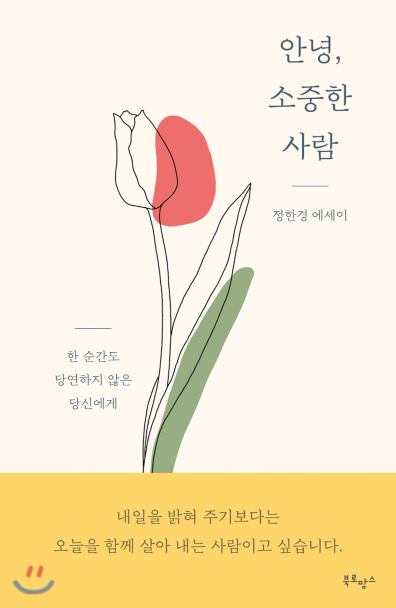 안녕,
소중한
사람
정한경 에세이
한 순간도
당연하지 않은
당신에게
내일을 밝혀 주기보다는
오늘을 함께 살아 내는 사람이고 싶습니다.
북로망스